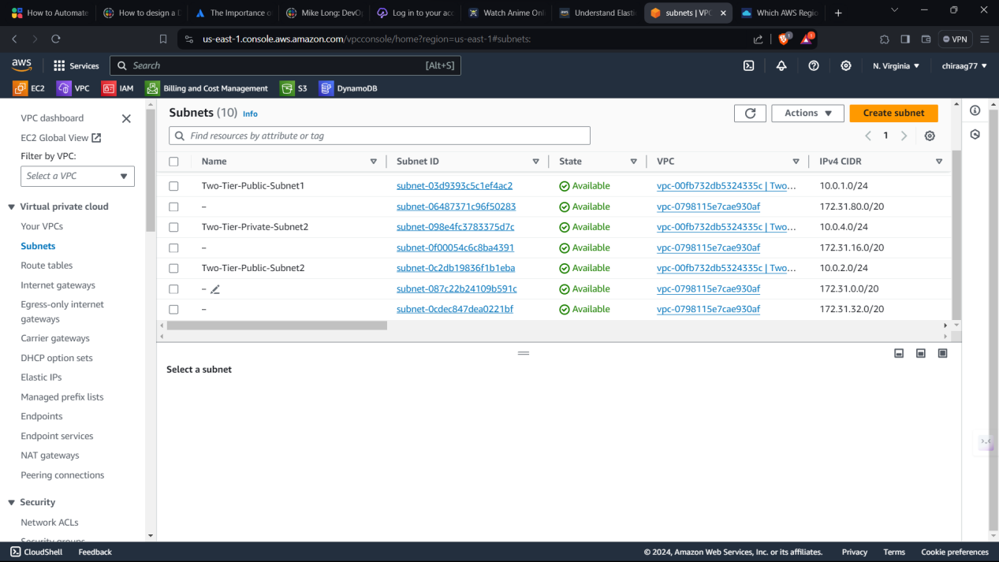 How to Automate
How to design a D
The Importance o
Mike Long: DevO
Log in to your acc
Watch Anime Onl
Understand Elasti
subnets | VPC
Which AWS Regio
us-east-1.console.aws.amazon.com/vpcconsole/home?region=us-east-1#subnets:
VPN
aws
Services
Search [Alt+S]
N. Virginia
chiraag77
EC2
VPC
IAM
Billing and Cost Management
S3
DynamoDB
VPC dashboard
EC2 Global View
Filter by VPC:
Select a VPC
Virtual private cloud
Your VPCs
Subnets
Route tables
Internet gateways
Egress-only internet
gateways
Carrier gateways
DHCP option sets
Elastic IPs
Managed prefix lists
Endpoints
Endpoint services
NAT gateways
Peering connections
Security
Network ACLs
Security groups
Subnets (10) Info
Actions
Create subnet
Find resources by attribute or tag
1
Name Subnet ID State VPC IPv4 CIDR
Two-Tier-Public-Subnet1 subnet-03d9393c5c1ef4ac2 Available vpc-00fb732db5324335c | Two... 10.0.1.0/24
– subnet-06487371c96f50283 Available vpc-0798115e7cae930af 172.31.80.0/20
Two-Tier-Private-Subnet2 subnet-098e4fc3783375d7c Available vpc-00fb732db5324335c | Two... 10.0.4.0/24
– subnet-0f00054c6c8ba4391 Available vpc-0798115e7cae930af 172.31.16.0/20
Two-Tier-Public-Subnet2 subnet-0c2db19836f1b1eba Available vpc-00fb732db5324335c | Two... 10.0.2.0/24
– subnet-087c22b24109b591c Available vpc-0798115e7cae930af 172.31.0.0/20
– subnet-0cdec847dea0221bf Available vpc-0798115e7cae930af 172.31.32.0/20
Select a subnet
CloudShell
Feedback
© 2024, Amazon Web Services, Inc. or its affiliates.
Privacy
Terms
Cookie preferences